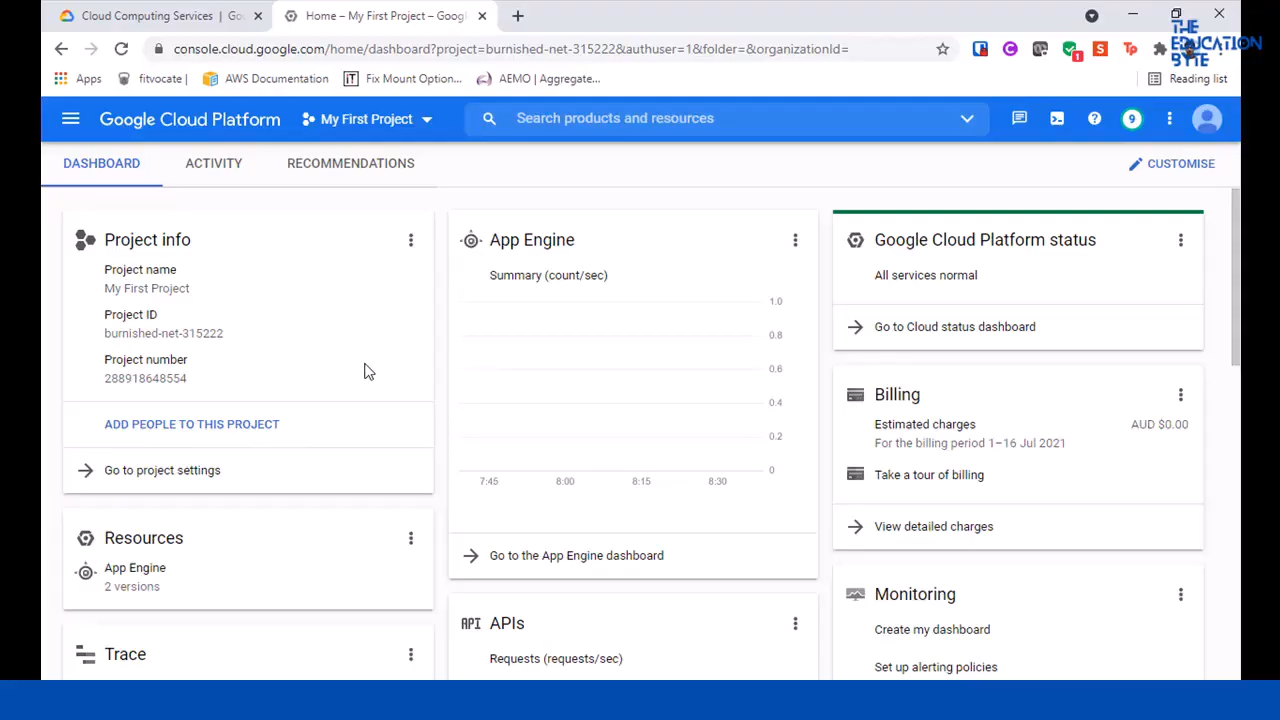 Cloud Computing Services | Go
Home – My First Project – Goog
console.cloud.google.com/home/dashboard?project=burnished-net-315222&authuser=1&folder=&organizationId=
THE
EDUCATION
BYTE
Apps
fitvocate |
AWS Documentation
Fix Mount Option...
AEMO | Aggregate...
Reading list
Google Cloud Platform
My First Project
Search products and resources
9
DASHBOARD
ACTIVITY
RECOMMENDATIONS
CUSTOMISE
Project info
Project name
My First Project
Project ID
burnished-net-315222
Project number
288918648554
ADD PEOPLE TO THIS PROJECT
Go to project settings
Resources
App Engine
2 versions
Trace
App Engine
Summary (count/sec)
1.0
0.8
0.6
0.4
0.2
0
7:45 8:00 8:15 8:30
Go to the App Engine dashboard
API APIs
Requests (requests/sec)
Google Cloud Platform status
All services normal
Go to Cloud status dashboard
Billing
Estimated charges AUD $0.00
For the billing period 1–16 Jul 2021
Take a tour of billing
View detailed charges
Monitoring
Create my dashboard
Set up alerting policies